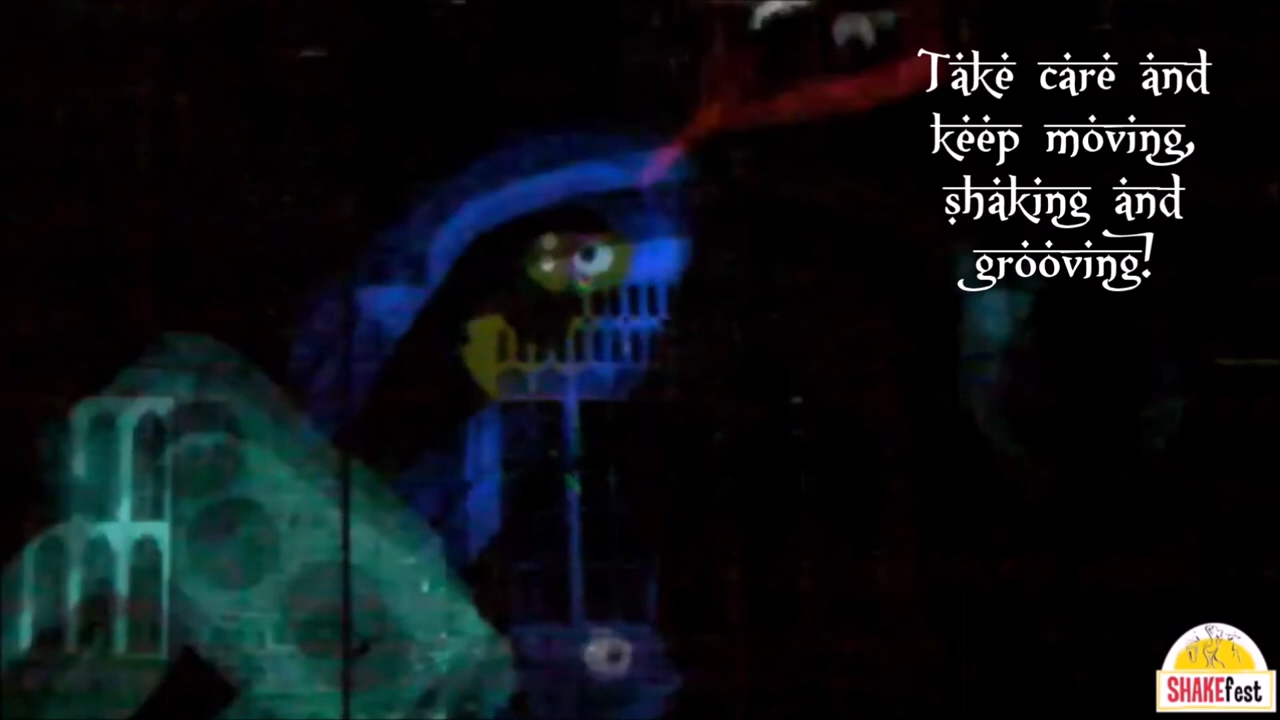 Take care and
keep moving,
shaking and
grooving!
SHAKEfest